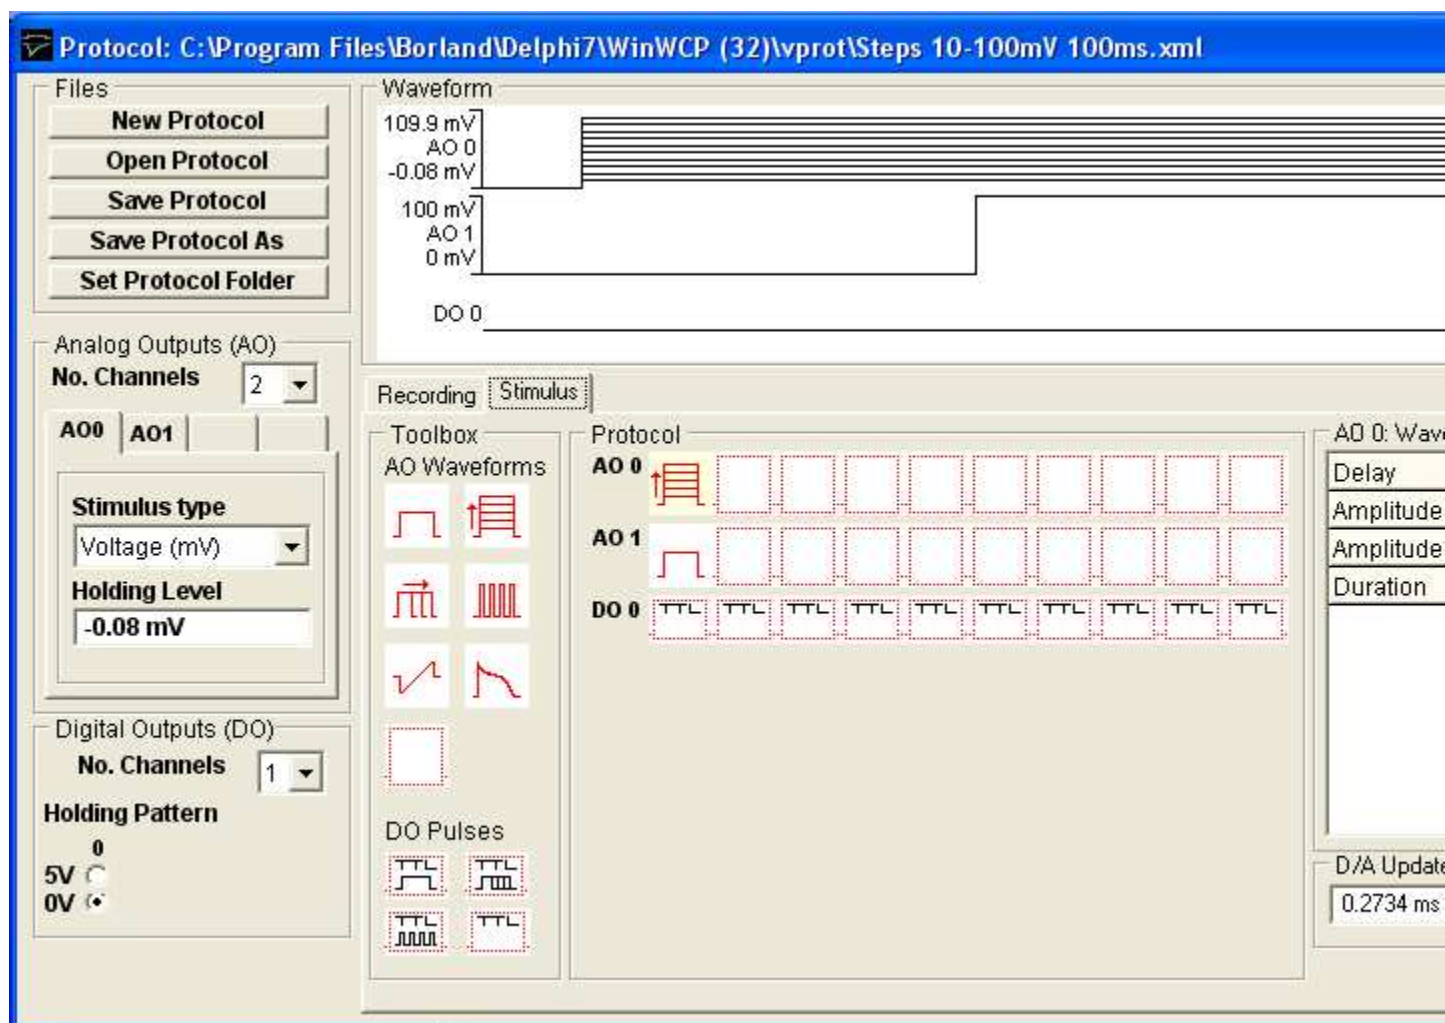 Protocol: C:\Program Files\Borland\Delphi7\WinWCP (32)\vprot\Steps 10-100mV 100ms.xml
Files
New Protocol
Open Protocol
Save Protocol
Save Protocol As
Set Protocol Folder
Waveform
109.9 mV
AO 0
-0.08 mV
100 mV
AO 1
0 mV
DO 0
Analog Outputs (AO)
No. Channels 2
AO0 AO1
Stimulus type
Voltage (mV)
Holding Level
-0.08 mV
Digital Outputs (DO)
No. Channels 1
Holding Pattern
0
5V
0V
Recording Stimulus
Toolbox
AO Waveforms
DO Pulses
TTL TTL
TTL TTL
Protocol
AO 0
AO 1
DO 0 TTL TTL TTL TTL TTL TTL TTL TTL TTL TTL
AO 0: Wave
Delay
Amplitude
Amplitude
Duration
D/A Update
0.2734 ms